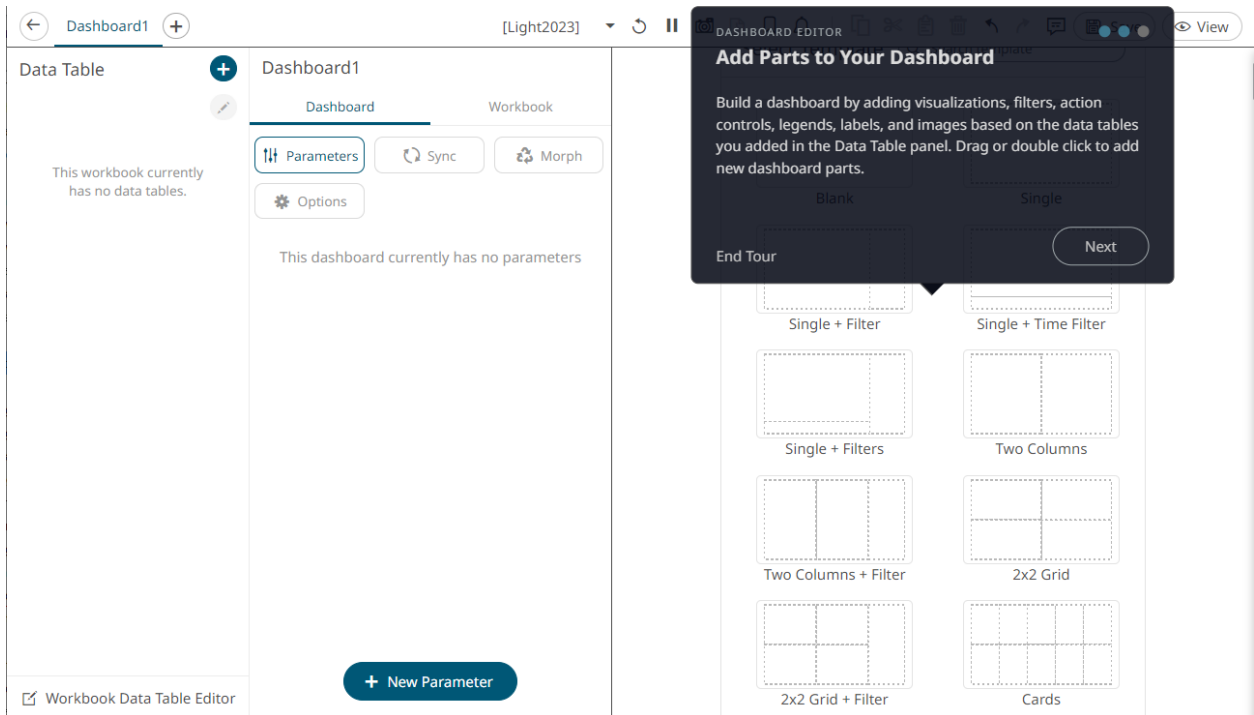 Dashboard1
[Light2023]
View
Data Table
This workbook currently
has no data tables.
Workbook Data Table Editor
Dashboard1
Dashboard
Workbook
Parameters
Sync
Morph
Options
This dashboard currently has no parameters
New Parameter
DASHBOARD EDITOR
Add Parts to Your Dashboard
Build a dashboard by adding visualizations, filters, action
controls, legends, labels, and images based on the data tables
you added in the Data Table panel. Drag or double click to add
new dashboard parts.
Blank
Single
End Tour
Next
Single + Filter
Single + Time Filter
Single + Filters
Two Columns
Two Columns + Filter
2x2 Grid
2x2 Grid + Filter
Cards